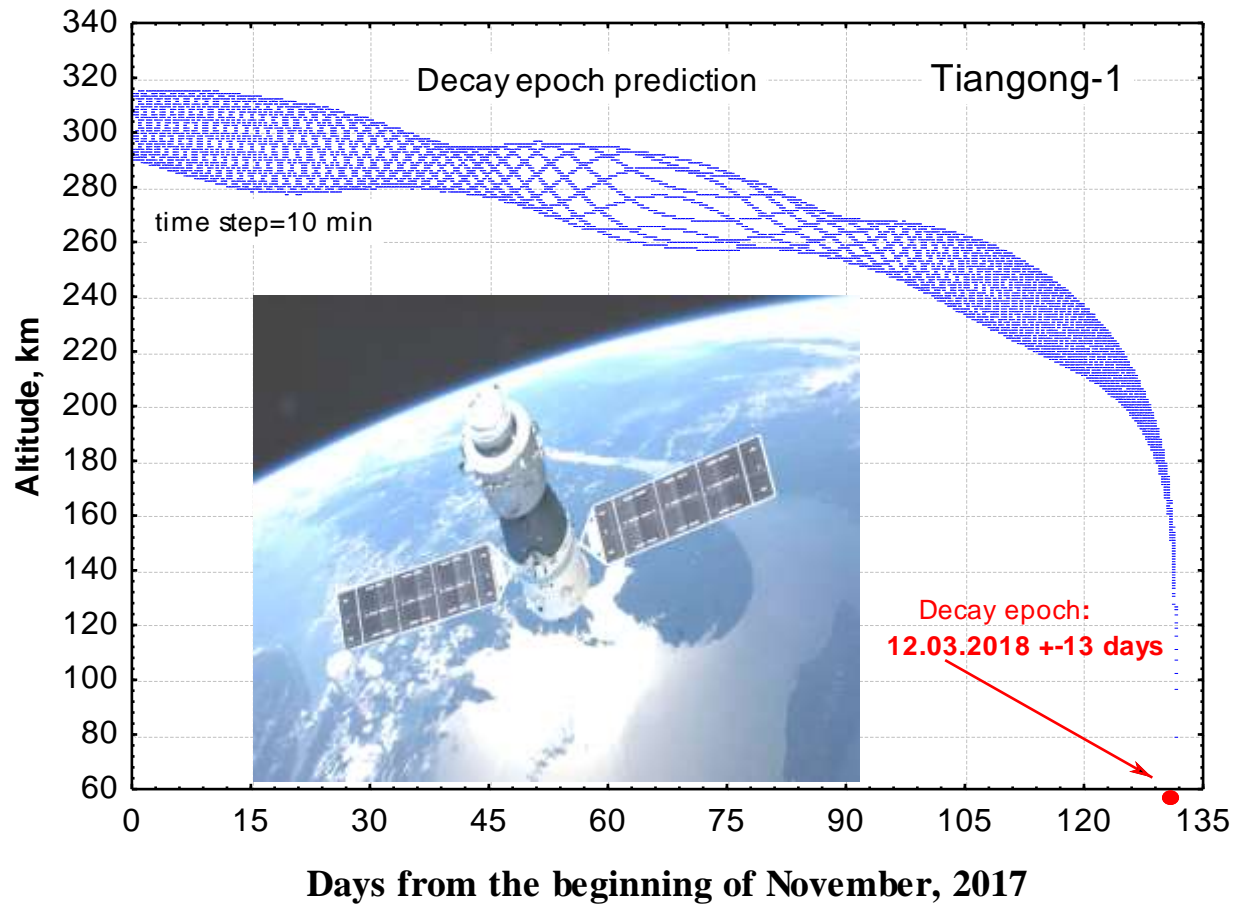 340
320
300
280
260
240
220
200
180
160
140
120
100
80
60
Altitude, km
Decay epoch prediction
Tiangong-1
time step=10 min
Decay epoch:
12.03.2018 +-13 days
0 15 30 45 60 75 90 105 120 135
Days from the beginning of November, 2017